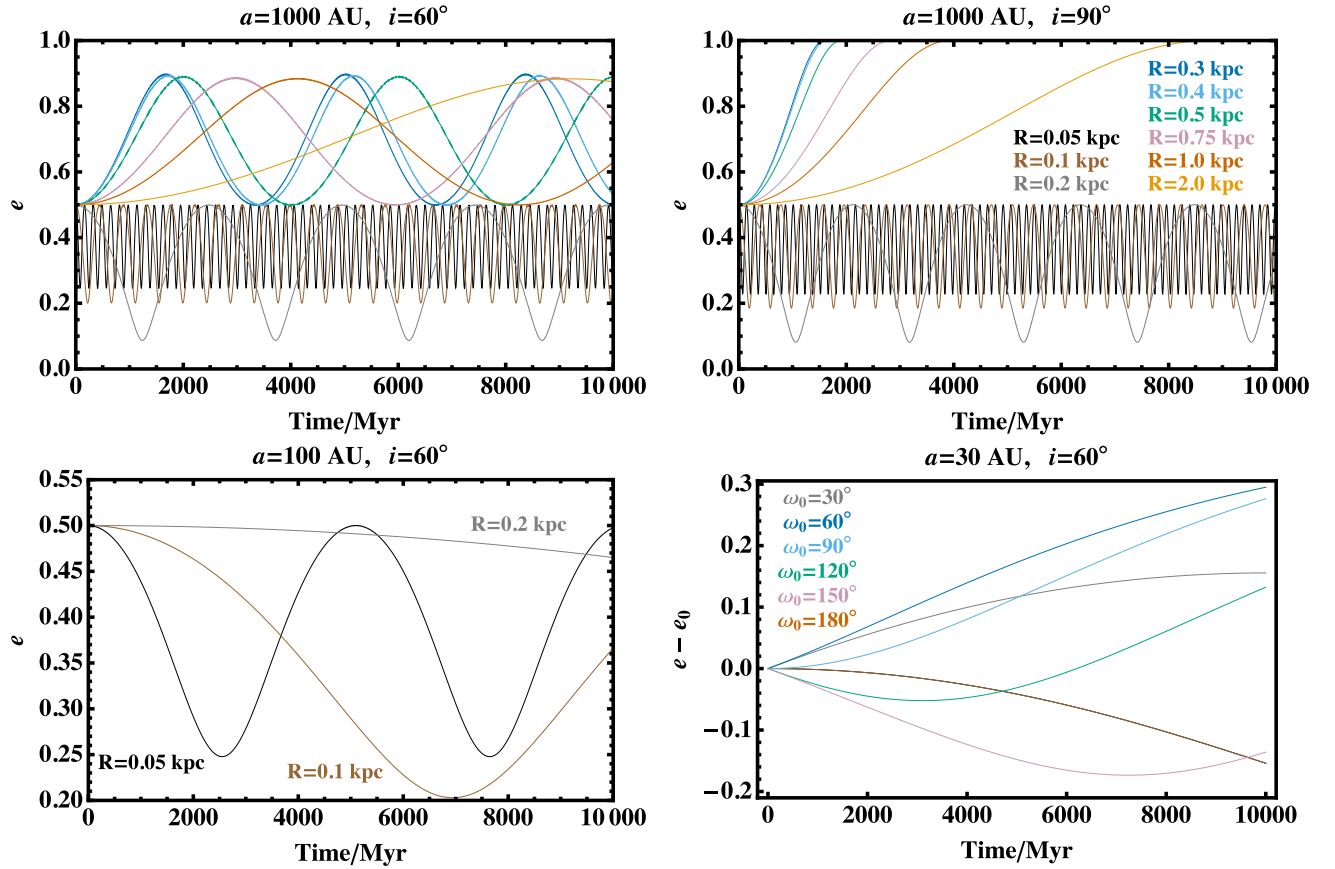 a=1000 AU, i=60°
1.0
0.8
0.6
0.4
0.2
0.0
e
0 2000 4000 6000 8000 10 000
Time/Myr
a=1000 AU, i=90°
1.0
0.8
0.6
0.4
0.2
0.0
e
R=0.3 kpc
R=0.4 kpc
R=0.5 kpc
R=0.05 kpc R=0.75 kpc
R=0.1 kpc R=1.0 kpc
R=0.2 kpc R=2.0 kpc
0 2000 4000 6000 8000 10 000
Time/Myr
a=100 AU, i=60°
0.55
0.50
0.45
0.40
0.35
0.30
0.25
0.20
e
R=0.2 kpc
R=0.05 kpc
R=0.1 kpc
0 2000 4000 6000 8000 10 000
Time/Myr
a=30 AU, i=60°
0.3
0.2
0.1
0.0
−0.1
−0.2
e − e₀
ω₀=30°
ω₀=60°
ω₀=90°
ω₀=120°
ω₀=150°
ω₀=180°
0 2000 4000 6000 8000 10000
Time/Myr